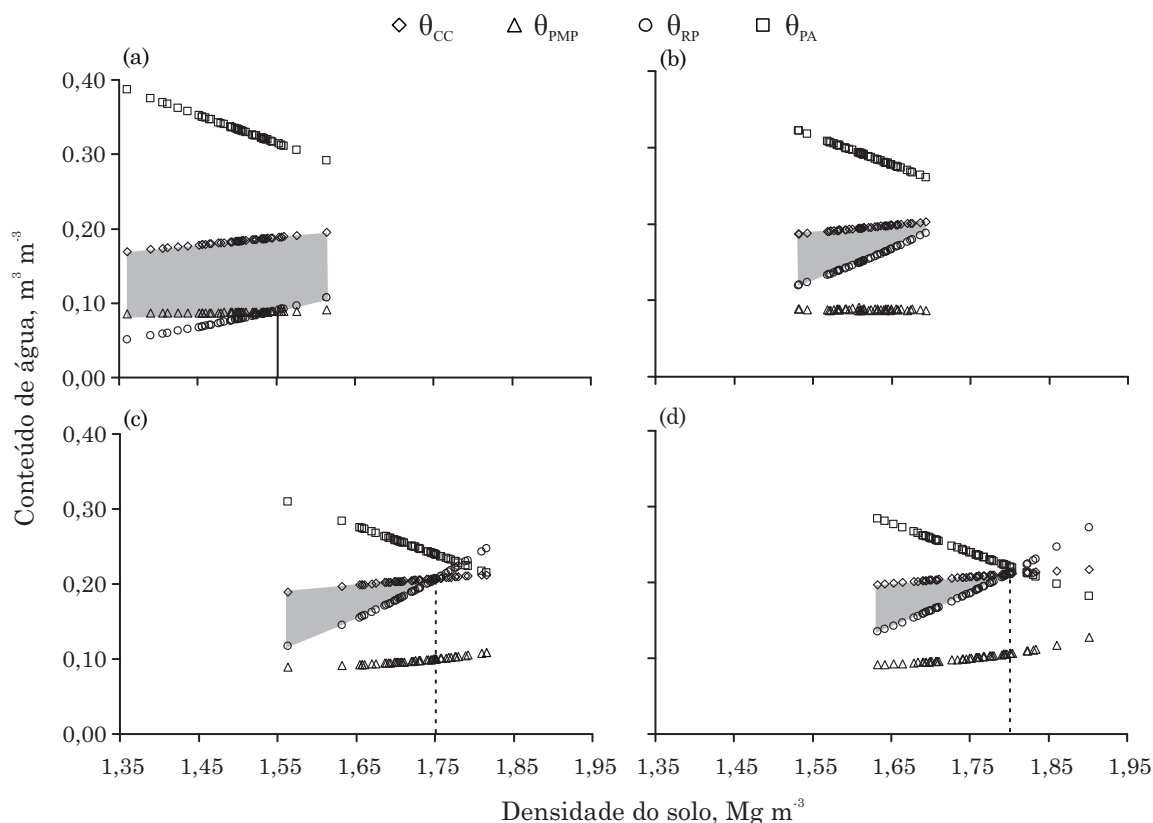 θCC θPMP θRP θPA
(a) (b)
0,40
0,30
0,20
0,10
0,00
(c) (d)
0,40
0,30
0,20
0,10
0,00
Conteúdo de água, m³ m⁻³
1,35 1,45 1,55 1,65 1,75 1,85 1,95 1,35 1,45 1,55 1,65 1,75 1,85 1,95
Densidade do solo, Mg m⁻³